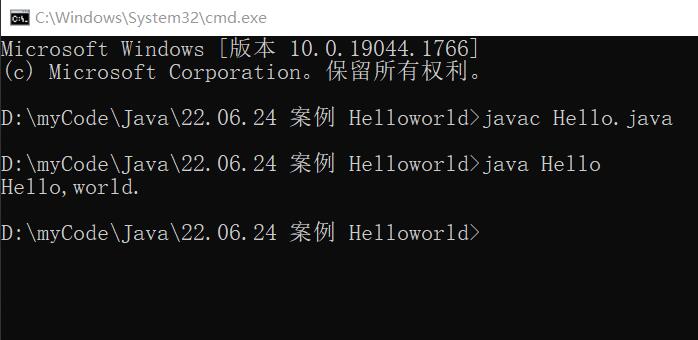 C:\Windows\System32\cmd.exe
Microsoft Windows [版本 10.0.19044.1766]
(c) Microsoft Corporation。保留所有权利。
D:\myCode\Java\22.06.24 案例 Helloworld>javac Hello.java
D:\myCode\Java\22.06.24 案例 Helloworld>java Hello
Hello,world.
D:\myCode\Java\22.06.24 案例 Helloworld>